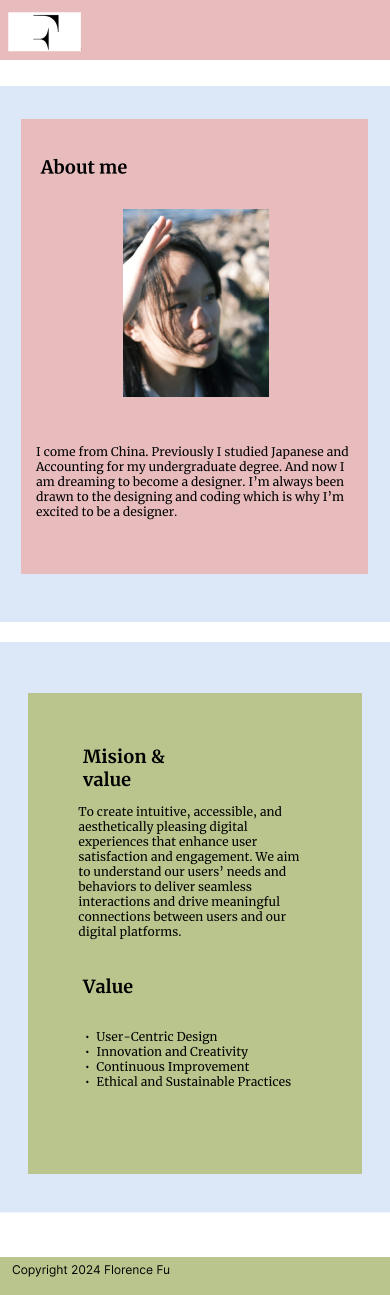 F
About me
I come from China. Previously I studied Japanese and
Accounting for my undergraduate degree. And now I
am dreaming to become a designer. I’m always been
drawn to the designing and coding which is why I’m
excited to be a designer.
Mision &
value
To create intuitive, accessible, and
aesthetically pleasing digital
experiences that enhance user
satisfaction and engagement. We aim
to understand our users’ needs and
behaviors to deliver seamless
interactions and drive meaningful
connections between users and our
digital platforms.
Value
• User-Centric Design
• Innovation and Creativity
• Continuous Improvement
• Ethical and Sustainable Practices
Copyright 2024 Florence Fu